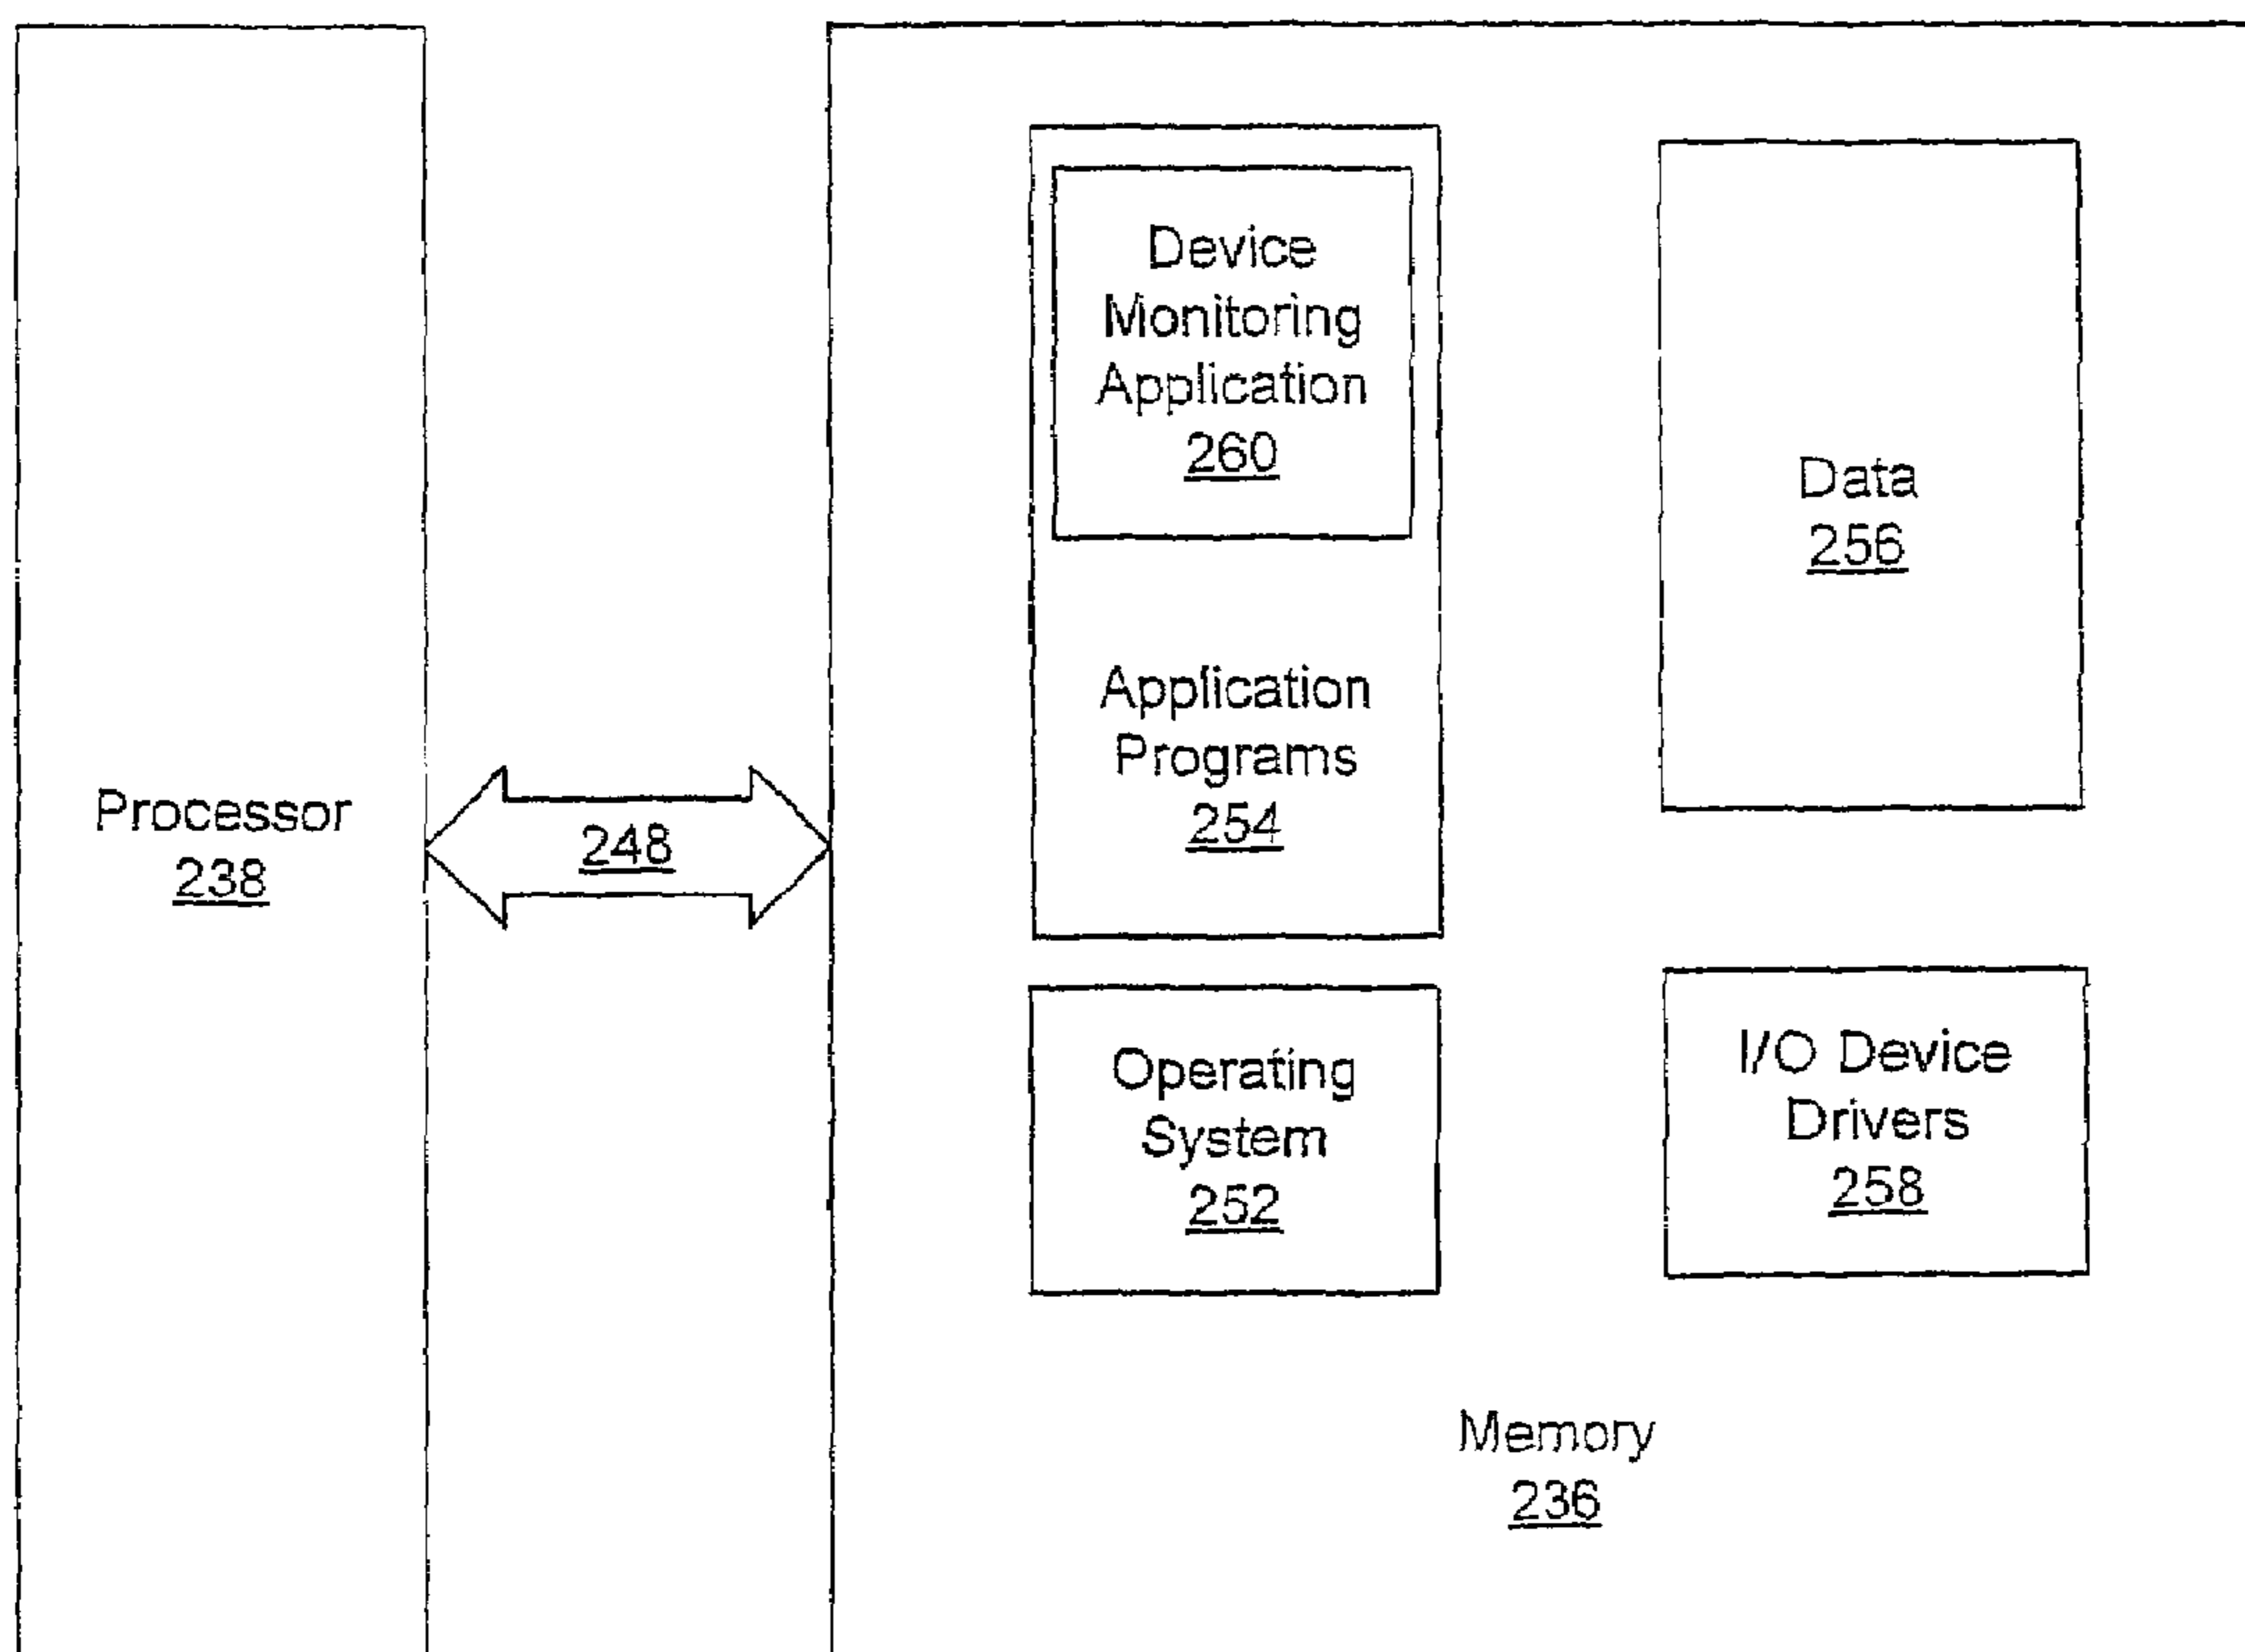 Device
Monitoring
Application
260
Application
Programs
254
Data
256
Processor
238
248
Operating
System
252
I/O Device
Drivers
258
Memory
236